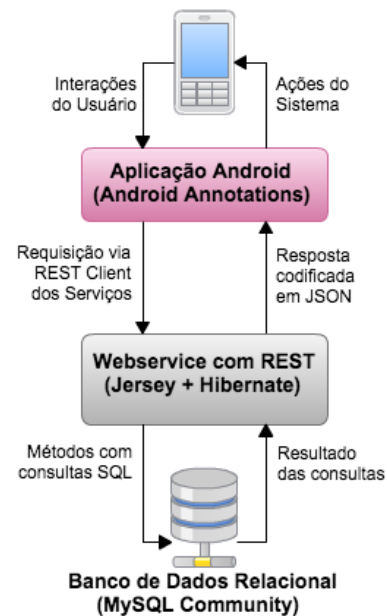 Interações
do Usuário
Ações do
Sistema
Aplicação Android
(Android Annotations)
Requisição via
REST Client
dos Serviços
Resposta
codificada
em JSON
Webservice com REST
(Jersey + Hibernate)
Métodos com
consultas SQL
Resultado
das consultas
Banco de Dados Relacional
(MySQL Community)